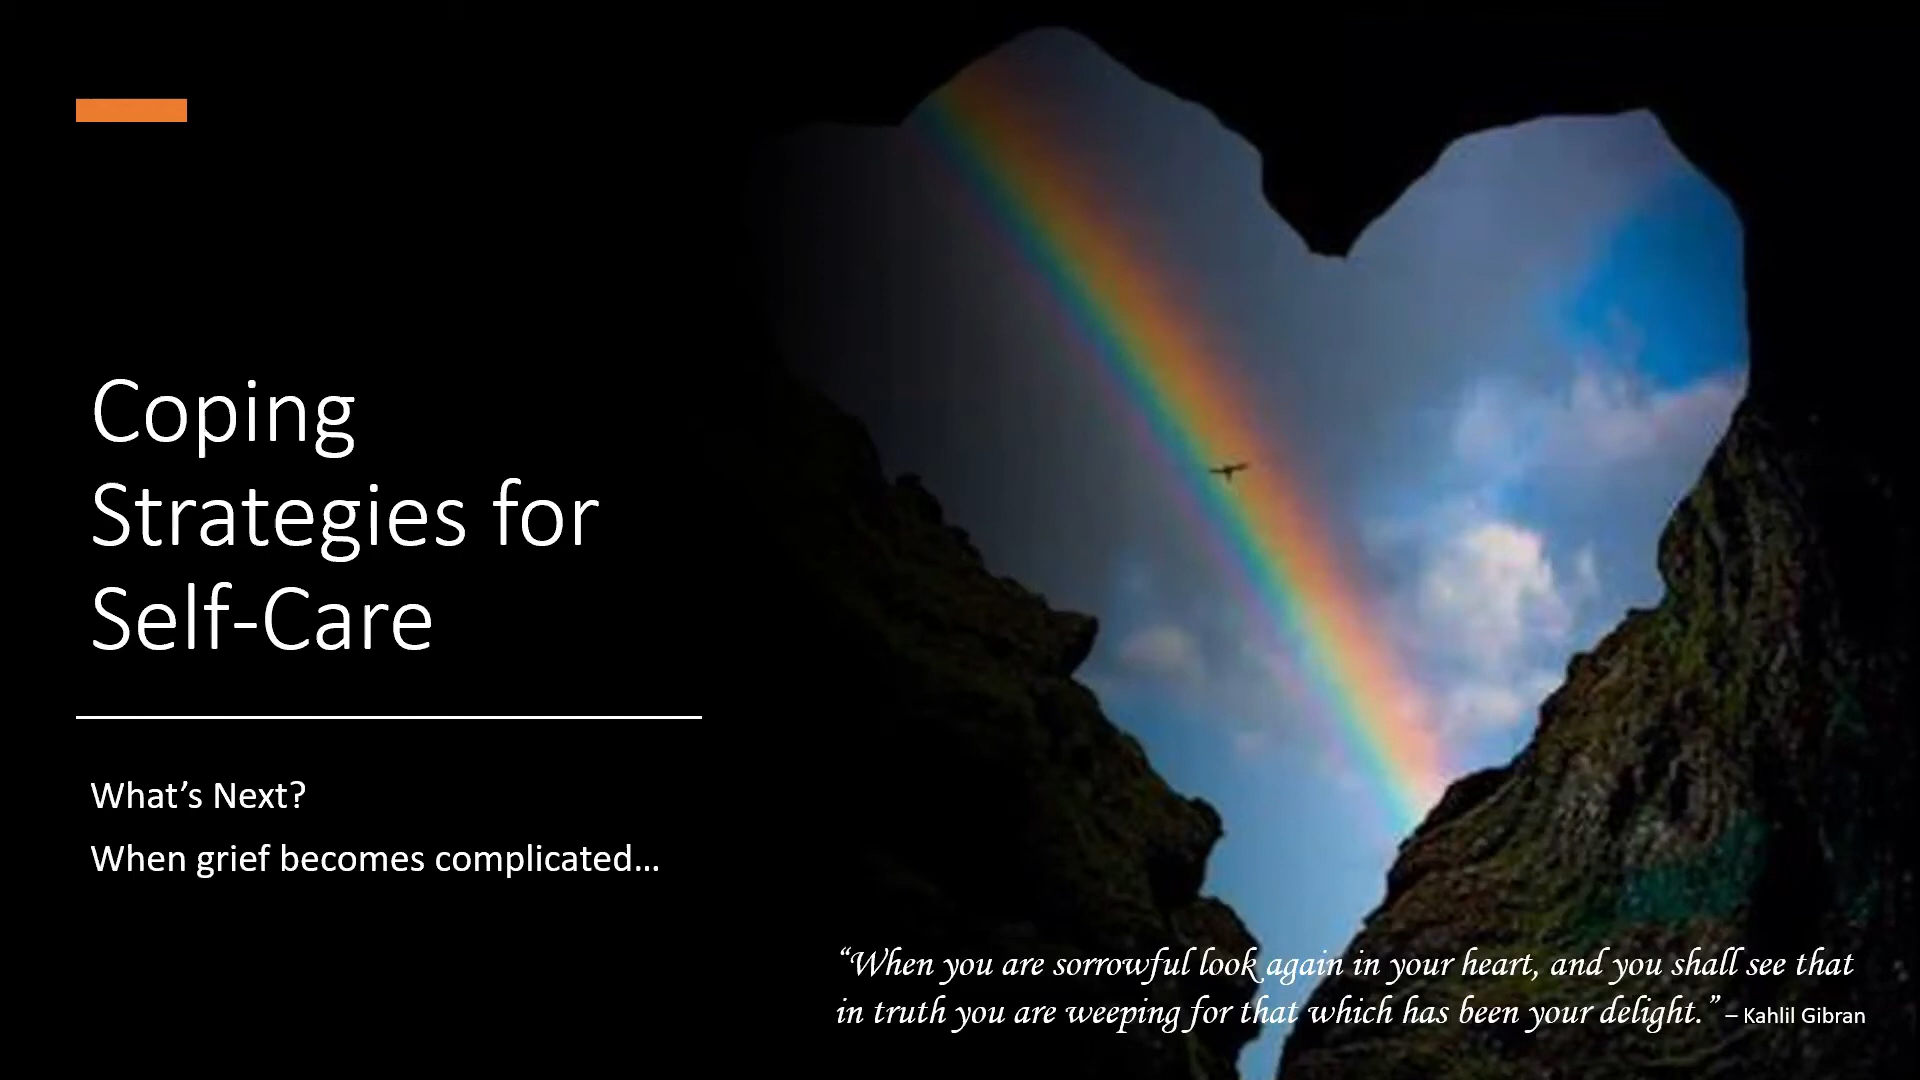 Coping
Strategies for
Self-Care
What’s Next?
When grief becomes complicated...
“When you are sorrowful look again in your heart, and you shall see that
in truth you are weeping for that which has been your delight.” – Kahlil Gibran